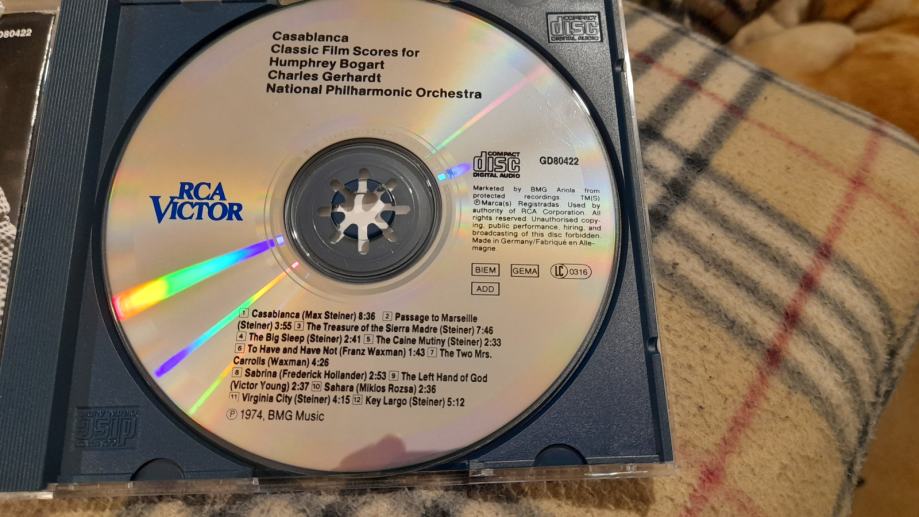 080422
Casablanca
Classic Film Scores for
Humphrey Bogart
Charles Gerhardt
National Philharmonic Orchestra
COMPACT
disc
DIGITAL AUDIO
RCA
VICTOR
COMPACT
disc
DIGITAL AUDIO
GD80422
Marketed by BMG Ariola from
protected recordings. TM(S)
®Marca(s) Registradas. Used by
authority of RCA Corporation. All
rights reserved. Unauthorised copy-
ing, public performance, hiring, and
broadcasting of this disc forbidden.
Made in Germany/Fabriqué en Alle-
magne.
BIEM GEMA LC 0316
ADD
1 Casablanca (Max Steiner) 8:36 2 Passage to Marseille
(Steiner) 3:55 3 The Treasure of the Sierra Madre (Steiner) 7:46
4 The Big Sleep (Steiner) 2:41 5 The Caine Mutiny (Steiner) 2:33
6 To Have and Have Not (Franz Waxman) 1:43 7 The Two Mrs.
Carrolls (Waxman) 4:26
8 Sabrina (Frederick Hollander) 2:53 9 The Left Hand of God
(Victor Young) 2:37 10 Sahara (Miklos Rozsa) 2:36
11 Virginia City (Steiner) 4:15 12 Key Largo (Steiner) 5:12
℗ 1974, BMG Music
disc